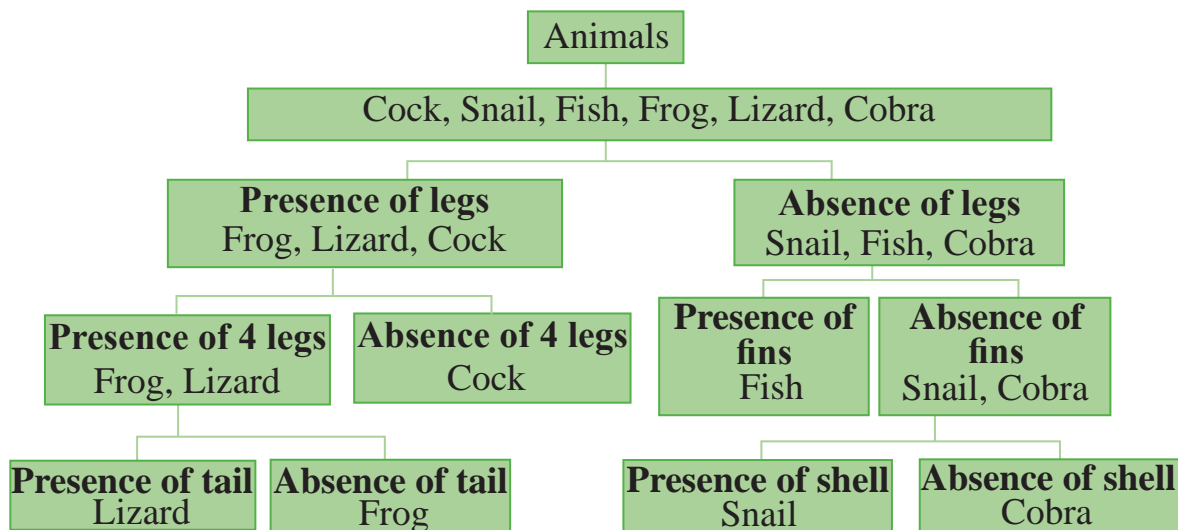 Animals
Cock, Snail, Fish, Frog, Lizard, Cobra
Presence of legs
Frog, Lizard, Cock
Absence of legs
Snail, Fish, Cobra
Presence of 4 legs
Frog, Lizard
Absence of 4 legs
Cock
Presence of
fins
Fish
Absence of
fins
Snail, Cobra
Presence of tail
Lizard
Absence of tail
Frog
Presence of shell
Snail
Absence of shell
Cobra